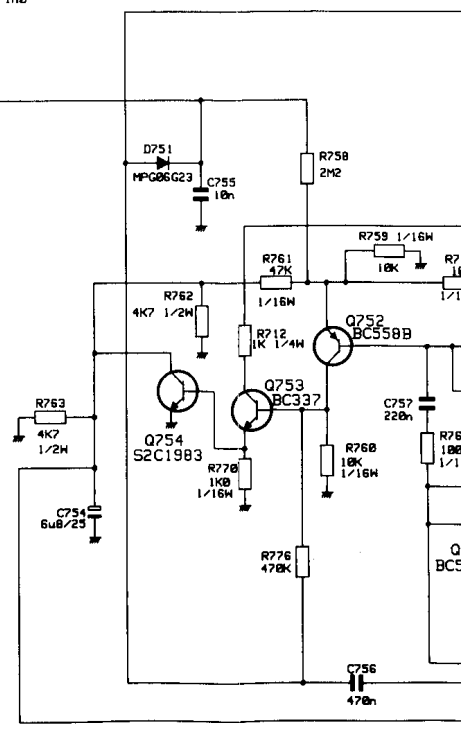 D751
MPG06G23
C755
10n
R758
2M2
R759 1/16W
10K
R761
47K
1/16W
R762
4K7 1/2W
R712
1K 1/4W
Q752
BC558B
Q753
BC337
R763
4K7
1/2W
Q754
S2C1983
C757
220n
R770
1K0
1/16W
R760
10K
1/16W
C754
6u8/25
R776
470K
C756
470n